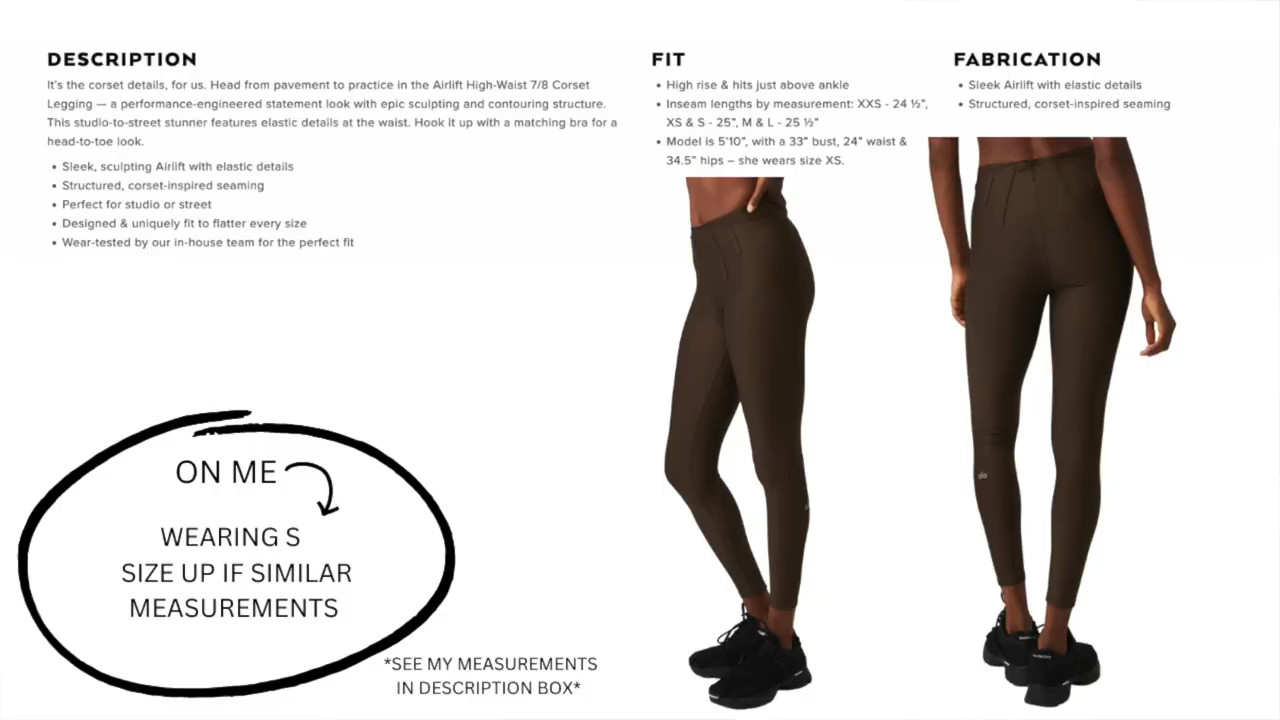 DESCRIPTION
It's the corset details, for us. Head from pavement to practice in the Airlift High-Waist 7/8 Corset
Legging — a performance-engineered statement look with epic sculpting and contouring structure.
This studio-to-street stunner features elastic details at the waist. Hook it up with a matching bra for a
head-to-toe look.
• Sleek, sculpting Airlift with elastic details
• Structured, corset-inspired seaming
• Perfect for studio or street
• Designed & uniquely fit to flatter every size
• Wear-tested by our in-house team for the perfect fit
FIT
• High rise & hits just above ankle
• Inseam lengths by measurement: XXS - 24 ½",
XS & S - 25", M & L - 25 ½"
• Model is 5'10", with a 33" bust, 24" waist &
34.5" hips – she wears size XS.
FABRICATION
• Sleek Airlift with elastic details
• Structured, corset-inspired seaming
alo
ON ME
WEARING S
SIZE UP IF SIMILAR
MEASUREMENTS
*SEE MY MEASUREMENTS
IN DESCRIPTION BOX*